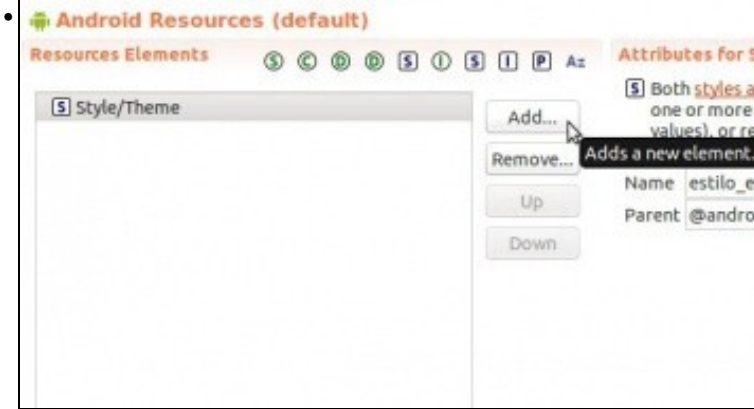 Android Resources (default)
Resources Elements
S C D D S I S I P Az
Attributes for S
S Both styles a
one or more
values), or re
S Style/Theme
Add...
Adds a new element.
Remove...
Up
Down
Name estilo_e
Parent @andro